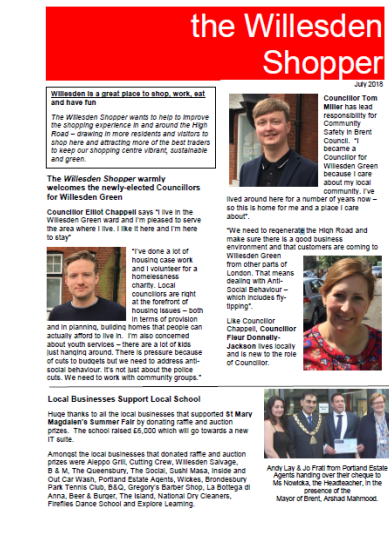 the Willesden
Shopper
July 2018
Willesden is a great place to shop, work, eat
and have fun
The Willesden Shopper wants to help to improve
the shopping experience in and around the High
Road – drawing in more residents and visitors to
shop here and attracting more of the best traders
to keep our shopping centre vibrant, sustainable
and green.
The Willesden Shopper warmly
welcomes the newly-elected Councillors
for Willesden Green
Councillor Elliot Chappell says "I live in the
Willesden Green ward and I'm pleased to serve
the area where I live. I like it here and I'm here
to stay"
"I've done a lot of
housing case work
and I volunteer for a
homelessness
charity. Local
councillors are right
at the forefront of
housing issues – both
in terms of provision
and in planning, building homes that people can
actually afford to live in. I'm also concerned
about youth services – there are a lot of kids
just hanging around. There is pressure because
of cuts to budgets but we need to address anti-
social behaviour. It's not just about the police
cuts. We need to work with community groups."
Councillor Tom
Miller has lead
responsibility for
Community
Safety in Brent
Council. "I
became a
Councillor for
Willesden Green
because I care
about my local
community. I've
lived around here for a number of years now –
so this is home for me and a place I care
about".
"We need to regenerate the High Road and
make sure there is a good business
environment and that customers are coming to
Willesden Green
from other parts of
London. That means
dealing with Anti-
Social Behaviour –
which includes fly-
tipping".
Like Councillor
Chappell, Councillor
Fleur Donnelly-
Jackson lives locally
and is new to the role
of Councillor.
Local Businesses Support Local School
Huge thanks to all the local businesses that supported St Mary
Magdalen's Summer Fair by donating raffle and auction
prizes. The school raised £6,000 which will go towards a new
IT suite.
Amongst the local businesses that donated raffle and auction
prizes were Aleppo Grill, Cutting Crew, Willesden Salvage,
B & M, The Queensbury, The Social, Sushi Masa, Inside and
Out Car Wash, Portland Estate Agents, Wickes, Brondesbury
Park Tennis Club, B&Q, Gregory's Barber Shop, La Bottega di
Anna, Beer & Burger, The Island, National Dry Cleaners,
Fireflies Dance School and Explore Learning.
Andy Lay & Jo Frati from Portland Estate
Agents handing over their cheque to
Ms Nowicka, the Headteacher, in the
presence of the
Mayor of Brent, Arshad Mahmood.